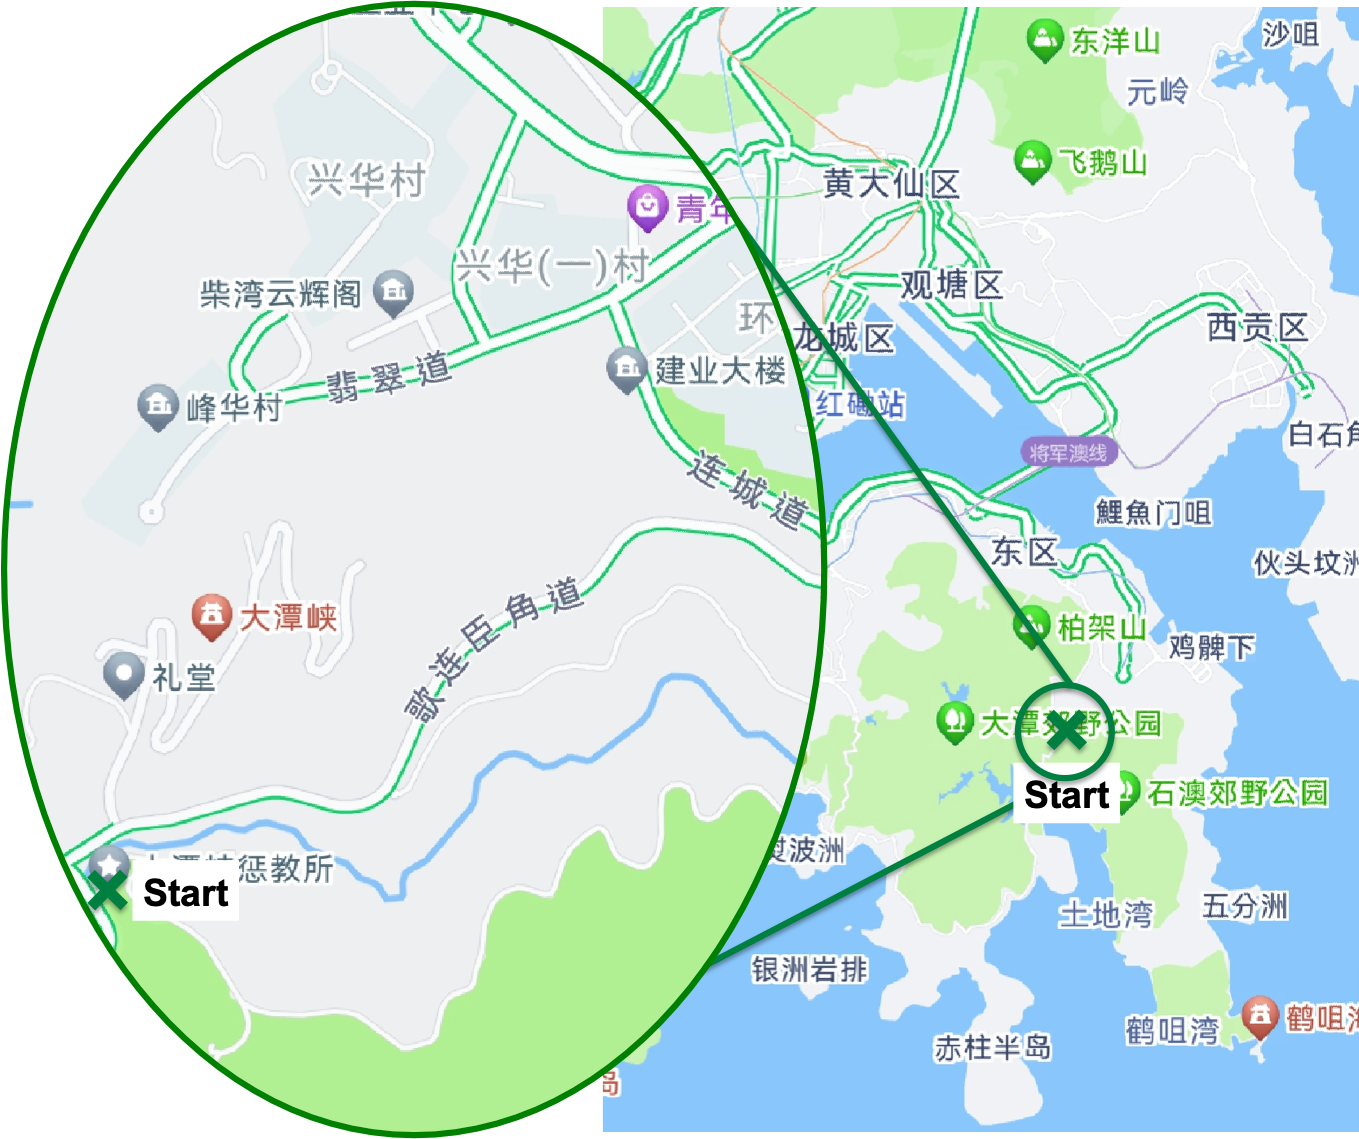 兴华村
青年
兴华(一)村
柴湾云辉阁
环
建业大楼
翡翠道
峰华村
连城道
歌连臣角道
大潭峡
礼堂
惩教所
Start
东洋山
沙咀
元岭
飞鹅山
黄大仙区
观塘区
西贡区
龙城区
红磡站
将军澳线
白石角
鯉魚门咀
东区
伙头坟洲
柏架山
鸡髀下
大潭郊野公园
Start
石澳郊野公园
波洲
土地湾
五分洲
银洲岩排
赤柱半岛
鹤咀湾
鹤咀海
岛